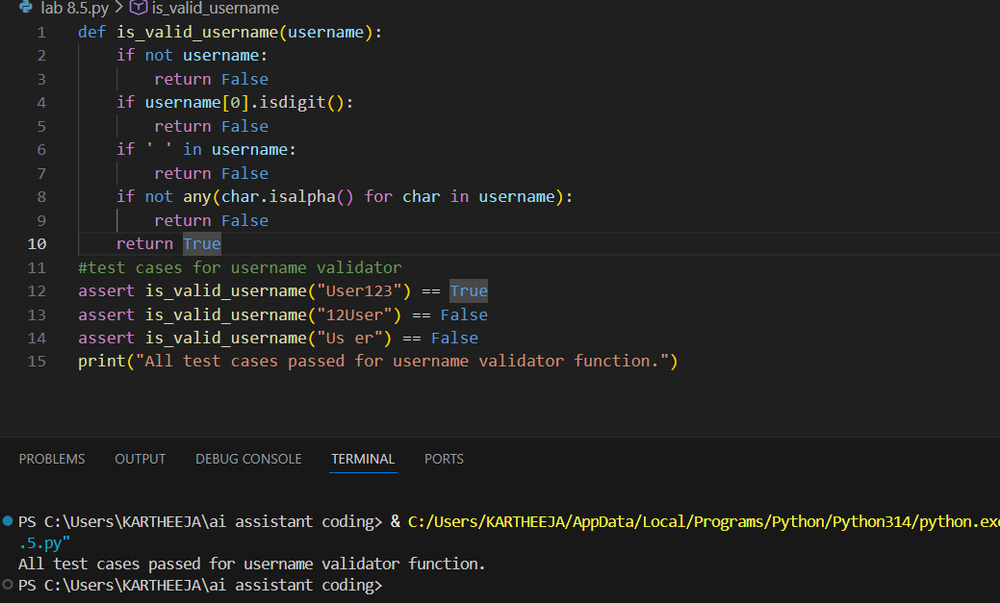 lab 8.5.py > is_valid_username
1 def is_valid_username(username):
2     if not username:
3         return False
4     if username[0].isdigit():
5         return False
6     if ' ' in username:
7         return False
8     if not any(char.isalpha() for char in username):
9         return False
10     return True
11 #test cases for username validator
12 assert is_valid_username("User123") == True
13 assert is_valid_username("12User") == False
14 assert is_valid_username("Us er") == False
15 print("All test cases passed for username validator function.")
PROBLEMS OUTPUT DEBUG CONSOLE TERMINAL PORTS
PS C:\Users\KARTHEEJA\ai assistant coding> & C:/Users/KARTHEEJA/AppData/Local/Programs/Python/Python314/python.exe
.5.py"
All test cases passed for username validator function.
PS C:\Users\KARTHEEJA\ai assistant coding>